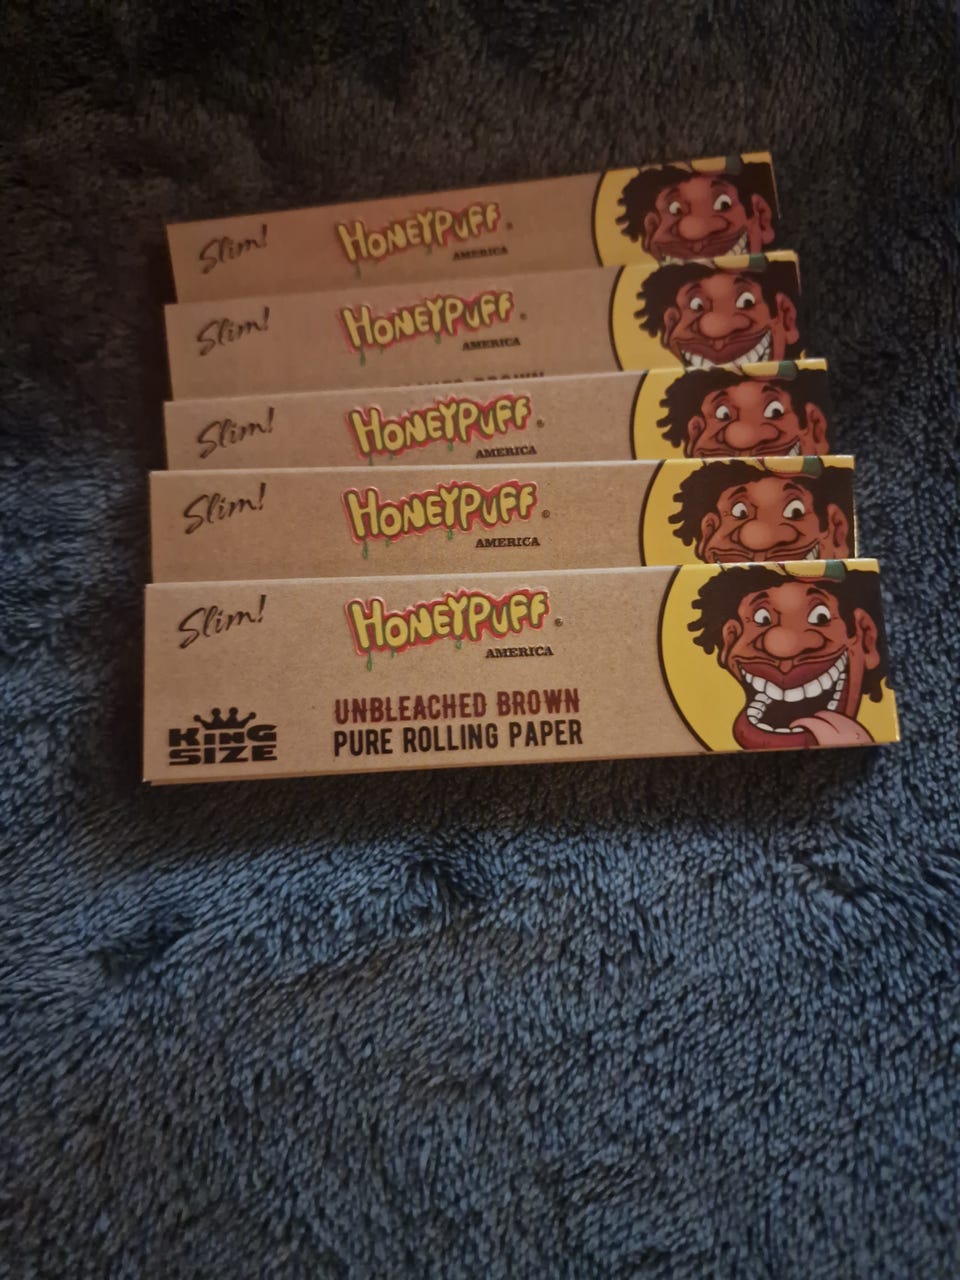 Slim!
HONEYPUFF®
AMERICA
Slim!
HONEYPUFF®
AMERICA
Slim!
HONEYPUFF®
AMERICA
Slim!
HONEYPUFF®
AMERICA
Slim!
HONEYPUFF®
AMERICA
UNBLEACHED BROWN
PURE ROLLING PAPER
KING
SIZE